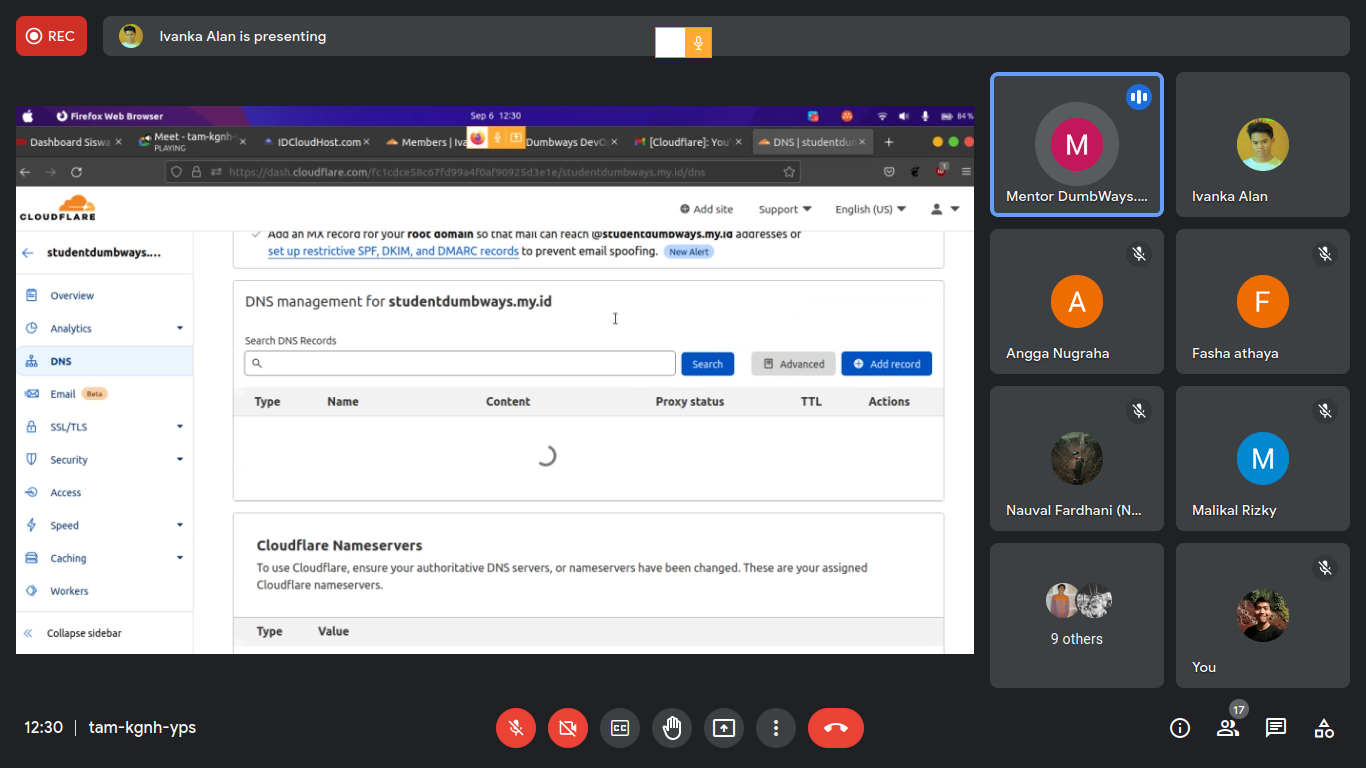 REC
Ivanka Alan is presenting
Firefox Web Browser
Sep 6 12:30
84 %
Dashboard Siswa
Meet - tam-kgnh-
PLAYING
IDCloudHost.com
Members | Iva
Dumbways DevO
[Cloudflare]: You
DNS | studentdu
https://dash.cloudflare.com/fc1cdce58c67fd99a4f0af90925d3e1e/studentdumbways.my.id/dns
CLOUDFLARE
Add site
Support
English (US)
studentdumbways....
Overview
Analytics
DNS
Email Beta
SSL/TLS
Security
Access
Speed
Caching
Workers
Collapse sidebar
Add an MX record for your root domain so that mail can reach @studentdumbways.my.id addresses or
set up restrictive SPF, DKIM, and DMARC records to prevent email spoofing. New Alert
DNS management for studentdumbways.my.id
Search DNS Records
Search
Advanced
Add record
Type Name Content Proxy status TTL Actions
Cloudflare Nameservers
To use Cloudflare, ensure your authoritative DNS servers, or nameservers have been changed. These are your assigned
Cloudflare nameservers.
Type Value
M
Mentor DumbWays....
Ivanka Alan
A
Angga Nugraha
F
Fasha athaya
Nauval Fardhani (N...
M
Malikal Rizky
9 others
You
12:30 | tam-kgnh-yps
17